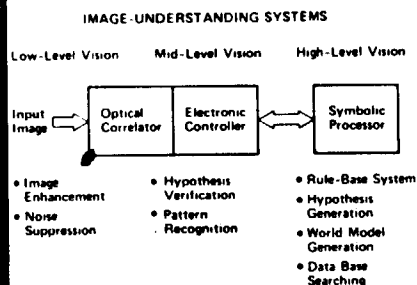 IMAGE-UNDERSTANDING SYSTEMS
Low-Level Vision Mid-Level Vision High-Level Vision
Input Image
Optical Correlator
Electronic Controller
Symbolic Processor
• Image Enhancement
• Noise Suppression
• Hypothesis Verification
• Pattern Recognition
• Rule-Base System
• Hypothesis Generation
• World Model Generation
• Data Base Searching